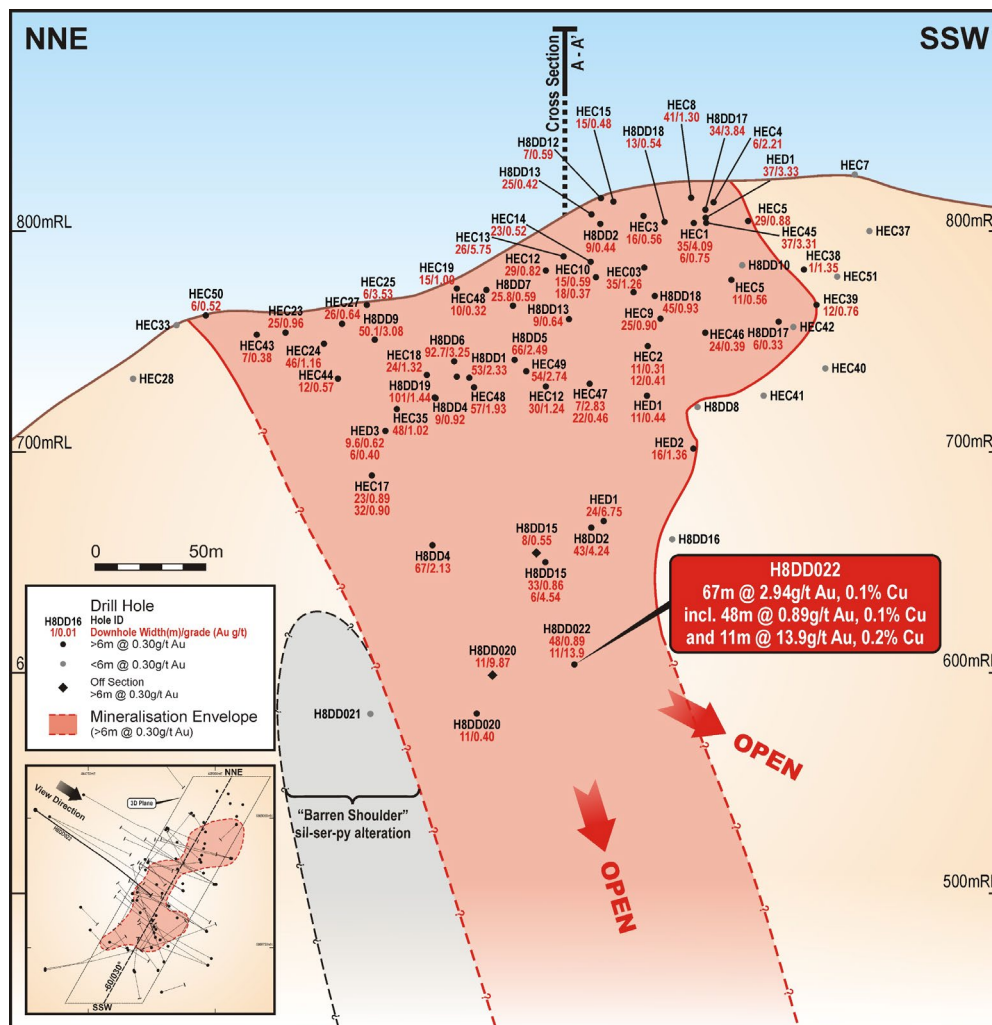 NNE
SSW
Cross Section
A - A'
HEC15
15/0.48
HEC8
41/1.30
H8DD17
34/3.84
H8DD18
13/0.54
HEC4
6/2.21
H8DD12
7/0.59
HED1
37/3.33
HEC7
H8DD13
25/0.42
800mRL
800mRL
HEC14
23/0.52
HEC13
26/5.75
H8DD2
9/0.44
HEC3
16/0.56
HEC1
35/4.09
6/0.75
HEC5
29/0.88
HEC45
37/3.31
HEC37
HEC19
15/1.00
HEC12
29/0.82
HEC10
15/0.59
18/0.37
HEC03
35/1.26
H8DD10
HEC38
1/1.35
HEC51
HEC50
6/0.52
HEC25
6/3.53
HEC48
10/0.32
H8DD7
25.8/0.59
H8DD18
45/0.93
HEC5
11/0.56
HEC39
12/0.76
HEC33
HEC23
25/0.96
HEC27
26/0.64
H8DD9
50.1/3.08
H8DD13
9/0.64
HEC9
25/0.90
HEC46
24/0.39
H8DD17
6/0.33
HEC42
HEC43
7/0.38
HEC24
46/1.16
HEC18
24/1.32
H8DD6
92.7/3.25
H8DD1
53/2.33
H8DD5
66/2.49
HEC49
54/2.74
HEC2
11/0.31
12/0.41
HEC40
HEC28
HEC44
12/0.57
H8DD19
101/1.44
H8DD4
9/0.92
HEC48
57/1.93
HEC12
30/1.24
HEC47
7/2.83
22/0.46
HED1
11/0.44
H8DD8
HEC41
HEC35
48/1.02
HED3
9.6/0.62
6/0.40
700mRL
700mRL
HED2
16/1.36
HEC17
23/0.89
32/0.90
HED1
24/6.75
H8DD2
43/4.24
H8DD15
8/0.55
H8DD15
33/0.86
6/4.54
H8DD16
H8DD4
67/2.13
0 50m
H8DD022
67m @ 2.94g/t Au, 0.1% Cu
incl. 48m @ 0.89g/t Au, 0.1% Cu
and 11m @ 13.9g/t Au, 0.2% Cu
Drill Hole
H8DD16 Hole ID
1/0.01 Downhole Width(m)/grade (Au g/t)
>6m @ 0.30g/t Au
<6m @ 0.30g/t Au
Off Section
>6m @ 0.30g/t Au
Mineralisation Envelope
(>6m @ 0.30g/t Au)
H8DD022
48/0.89
11/13.9
H8DD020
11/9.87
6
600mRL
H8DD021
H8DD020
11/0.40
OPEN
OPEN
"Barren Shoulder"
sil-ser-py alteration
500mRL
NNE
View Direction
-60/030°
SSW